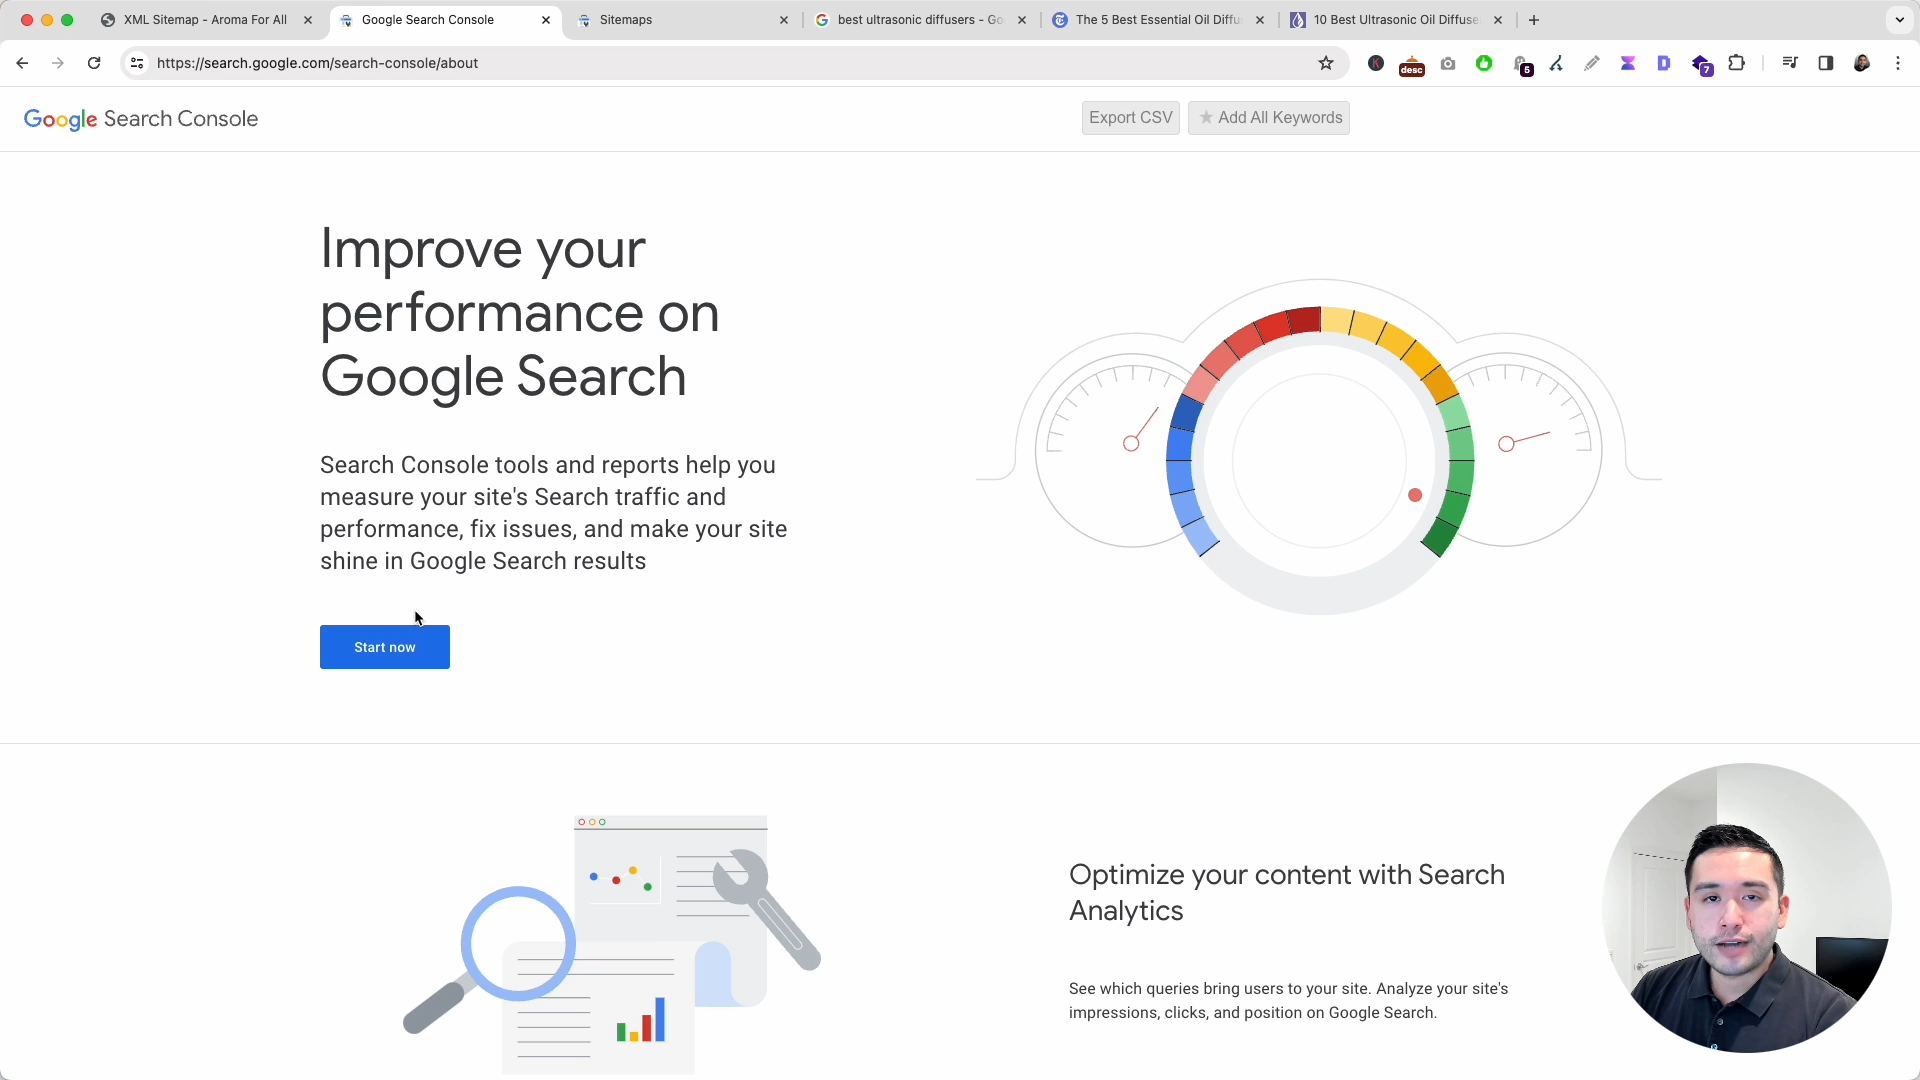 XML Sitemap - Aroma For All
Google Search Console
Sitemaps
best ultrasonic diffusers - Go
The 5 Best Essential Oil Diffu
10 Best Ultrasonic Oil Diffuse
https://search.google.com/search-console/about
desc
5
7
Google Search Console
Export CSV
★ Add All Keywords
Improve your
performance on
Google Search
Search Console tools and reports help you
measure your site's Search traffic and
performance, fix issues, and make your site
shine in Google Search results
Start now
Optimize your content with Search
Analytics
See which queries bring users to your site. Analyze your site's
impressions, clicks, and position on Google Search.